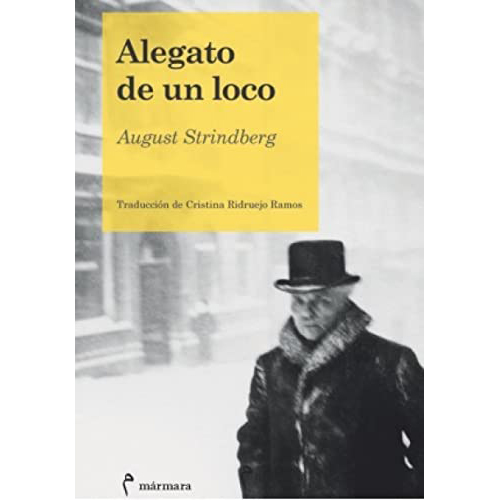 Alegato
de un loco
August Strindberg
Traducción de Cristina Ridruejo Ramos
mármara